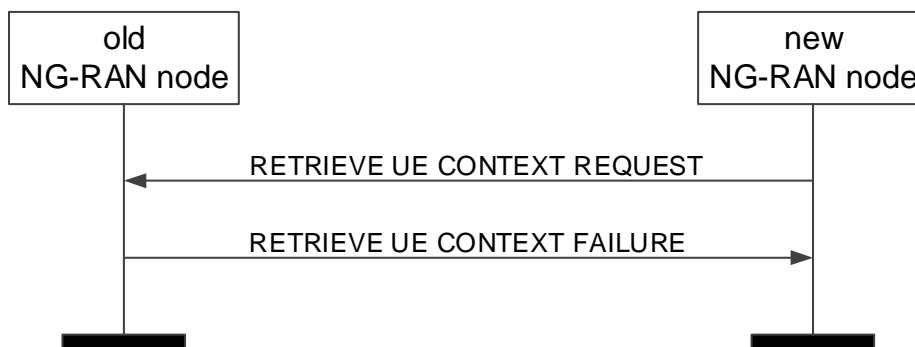 old
NG-RAN node
new
NG-RAN node
RETRIEVE UE CONTEXT REQUEST
RETRIEVE UE CONTEXT FAILURE